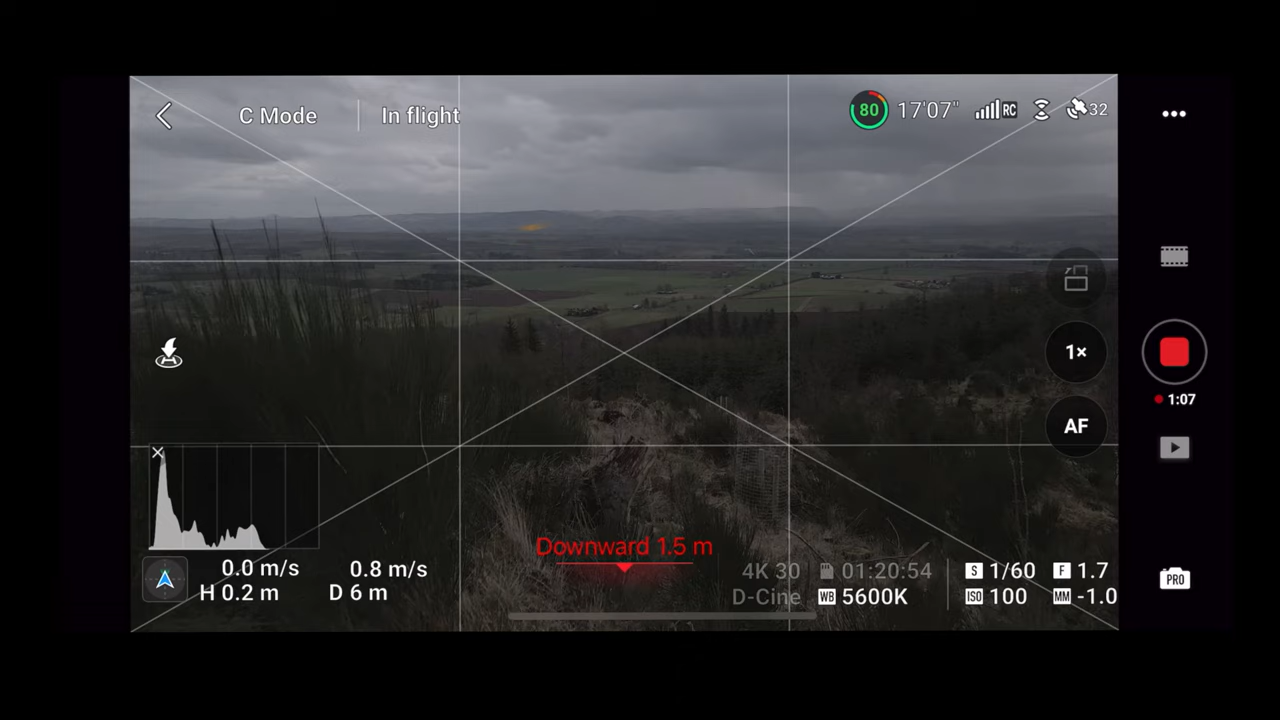 C Mode
In flight
80
17'07"
RC
32
1×
AF
1:07
PRO
0.0 m/s
0.8 m/s
H 0.2 m
D 6 m
Downward 1.5 m
4K 30
01:20:54
D-Cine
WB 5600K
S 1/60
F 1.7
ISO 100
MM -1.0